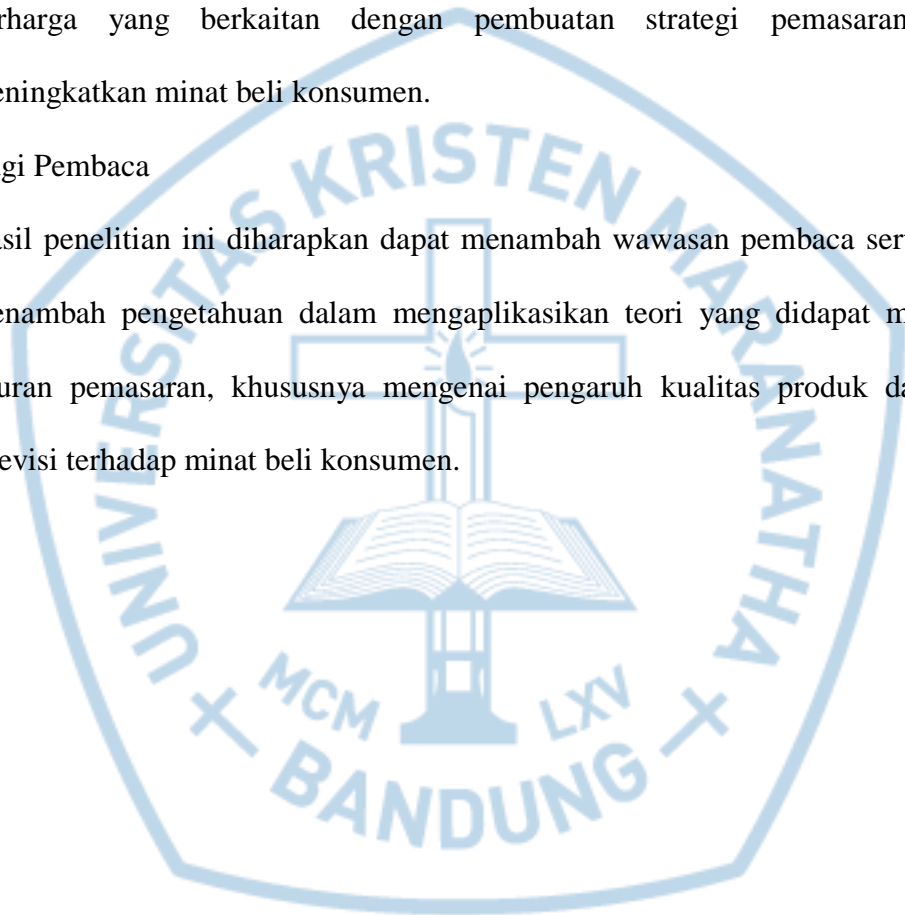 rharga yang berkaitan dengan pembuatan strategi pemasaran
eningkatkan minat beli konsumen.
gi Pembaca
asil penelitian ini diharapkan dapat menambah wawasan pembaca ser
enambah pengetahuan dalam mengaplikasikan teori yang didapat m
uran pemasaran, khususnya mengenai pengaruh kualitas produk da
evisi terhadap minat beli konsumen.
UNIVERSITAS KRISTEN MARANATHA
MCM LXV
BANDUNG